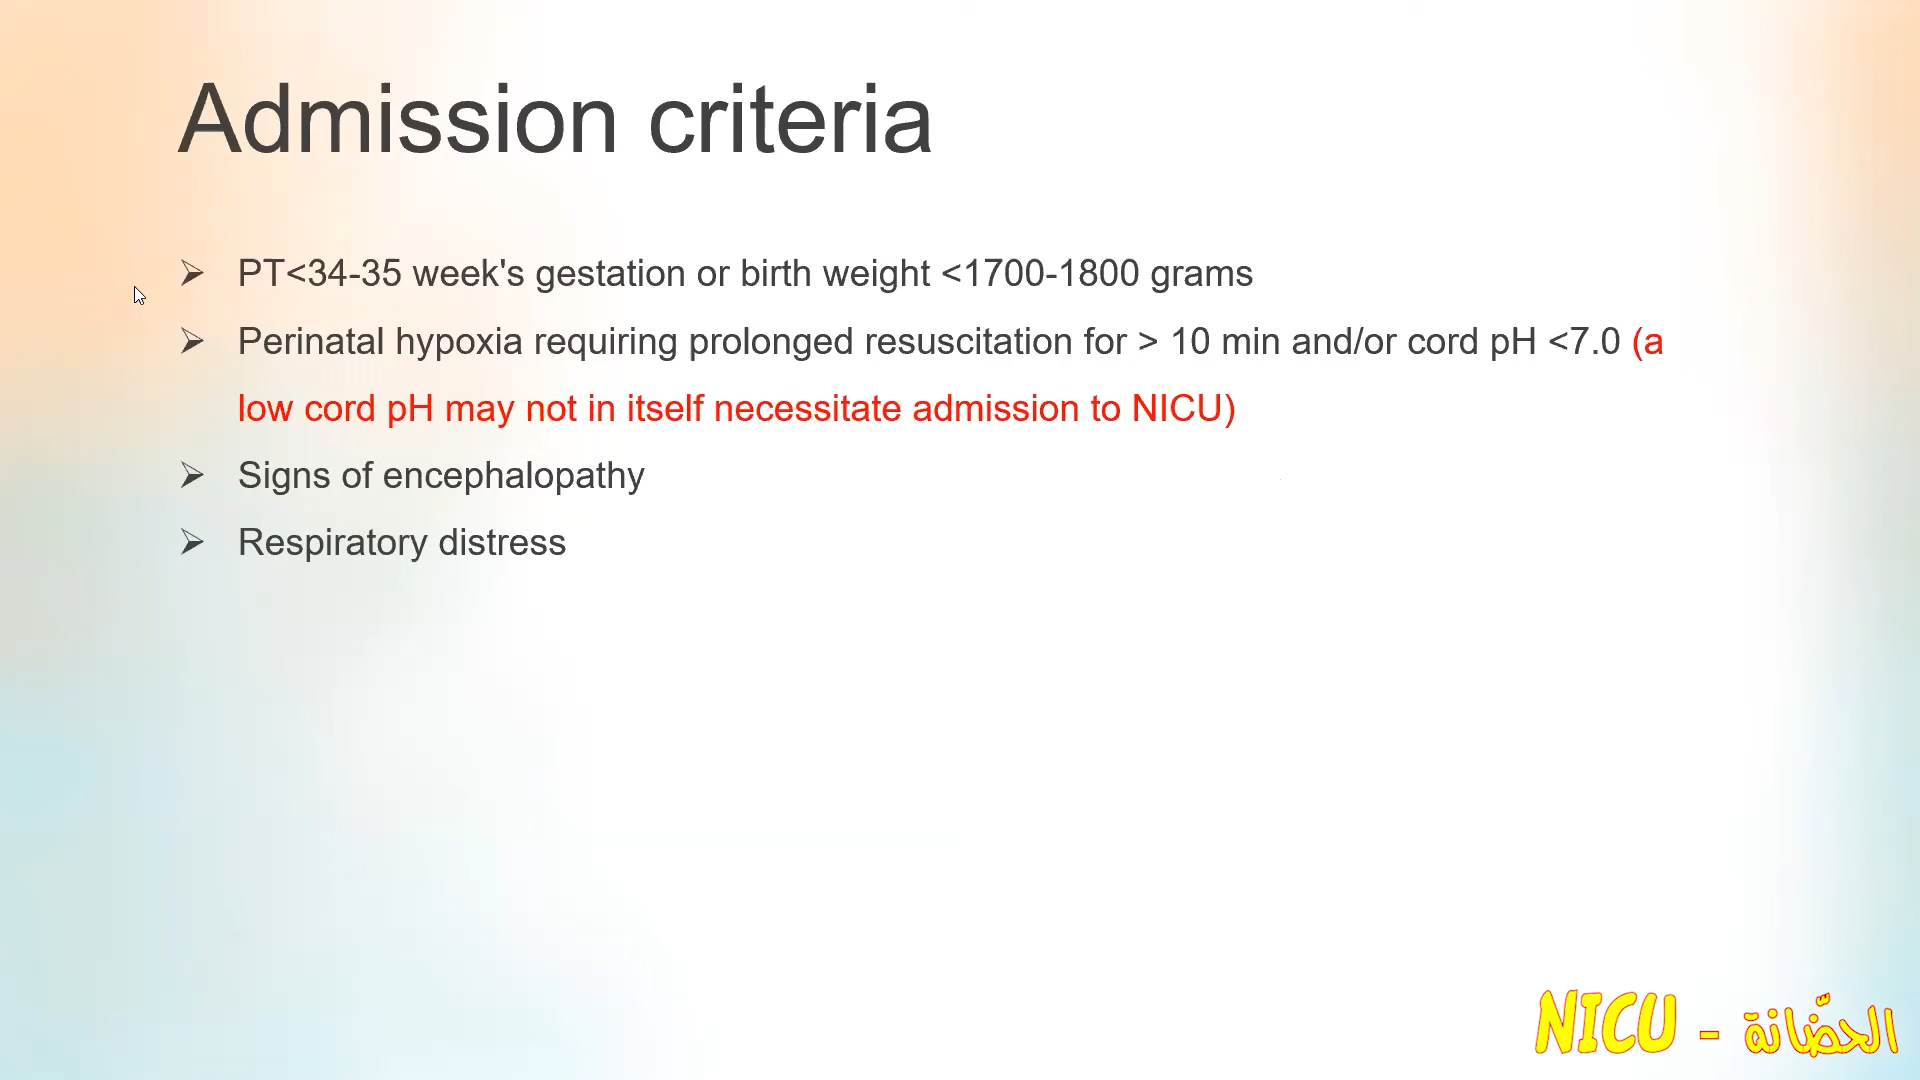 Admission criteria
PT<34-35 week's gestation or birth weight <1700-1800 grams
Perinatal hypoxia requiring prolonged resuscitation for > 10 min and/or cord pH <7.0 (a
low cord pH may not in itself necessitate admission to NICU)
Signs of encephalopathy
Respiratory distress
NICU - الحضّانة